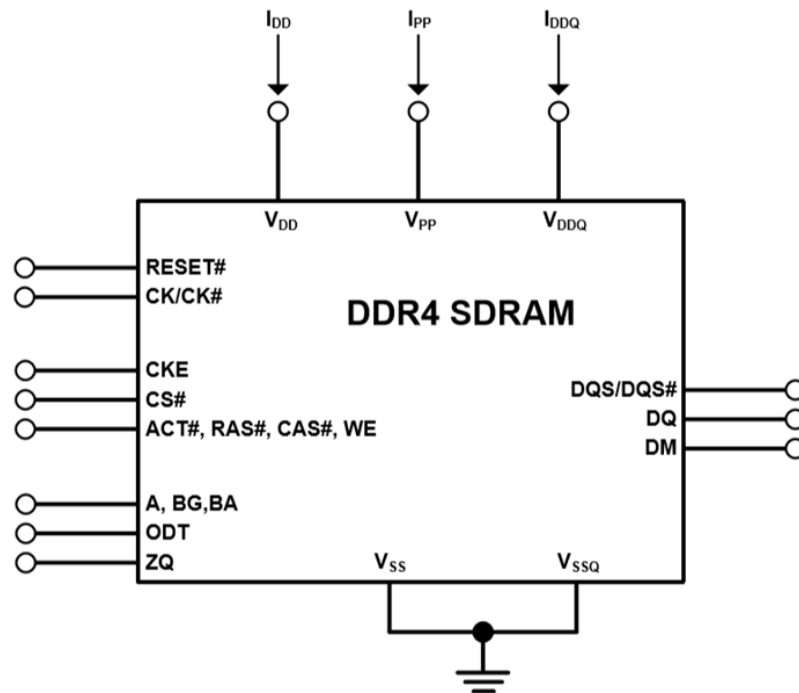 IDD IPP IDDQ
VDD VPP VDDQ
RESET#
CK/CK#
DDR4 SDRAM
CKE
CS#
ACT#, RAS#, CAS#, WE
DQS/DQS#
DQ
DM
A, BG,BA
ODT
ZQ
VSS VSSQ